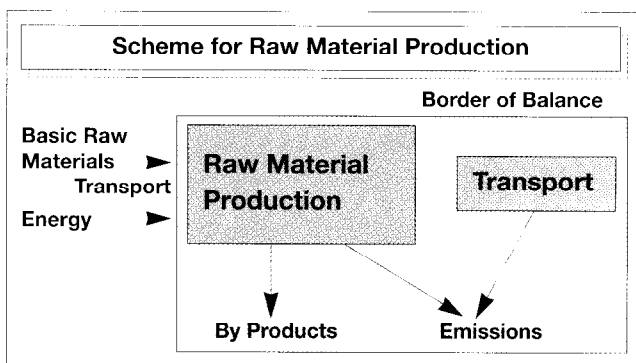 Scheme for Raw Material Production
Border of Balance
Basic Raw
Materials
Transport
Energy
Raw Material
Production
Transport
By Products
Emissions